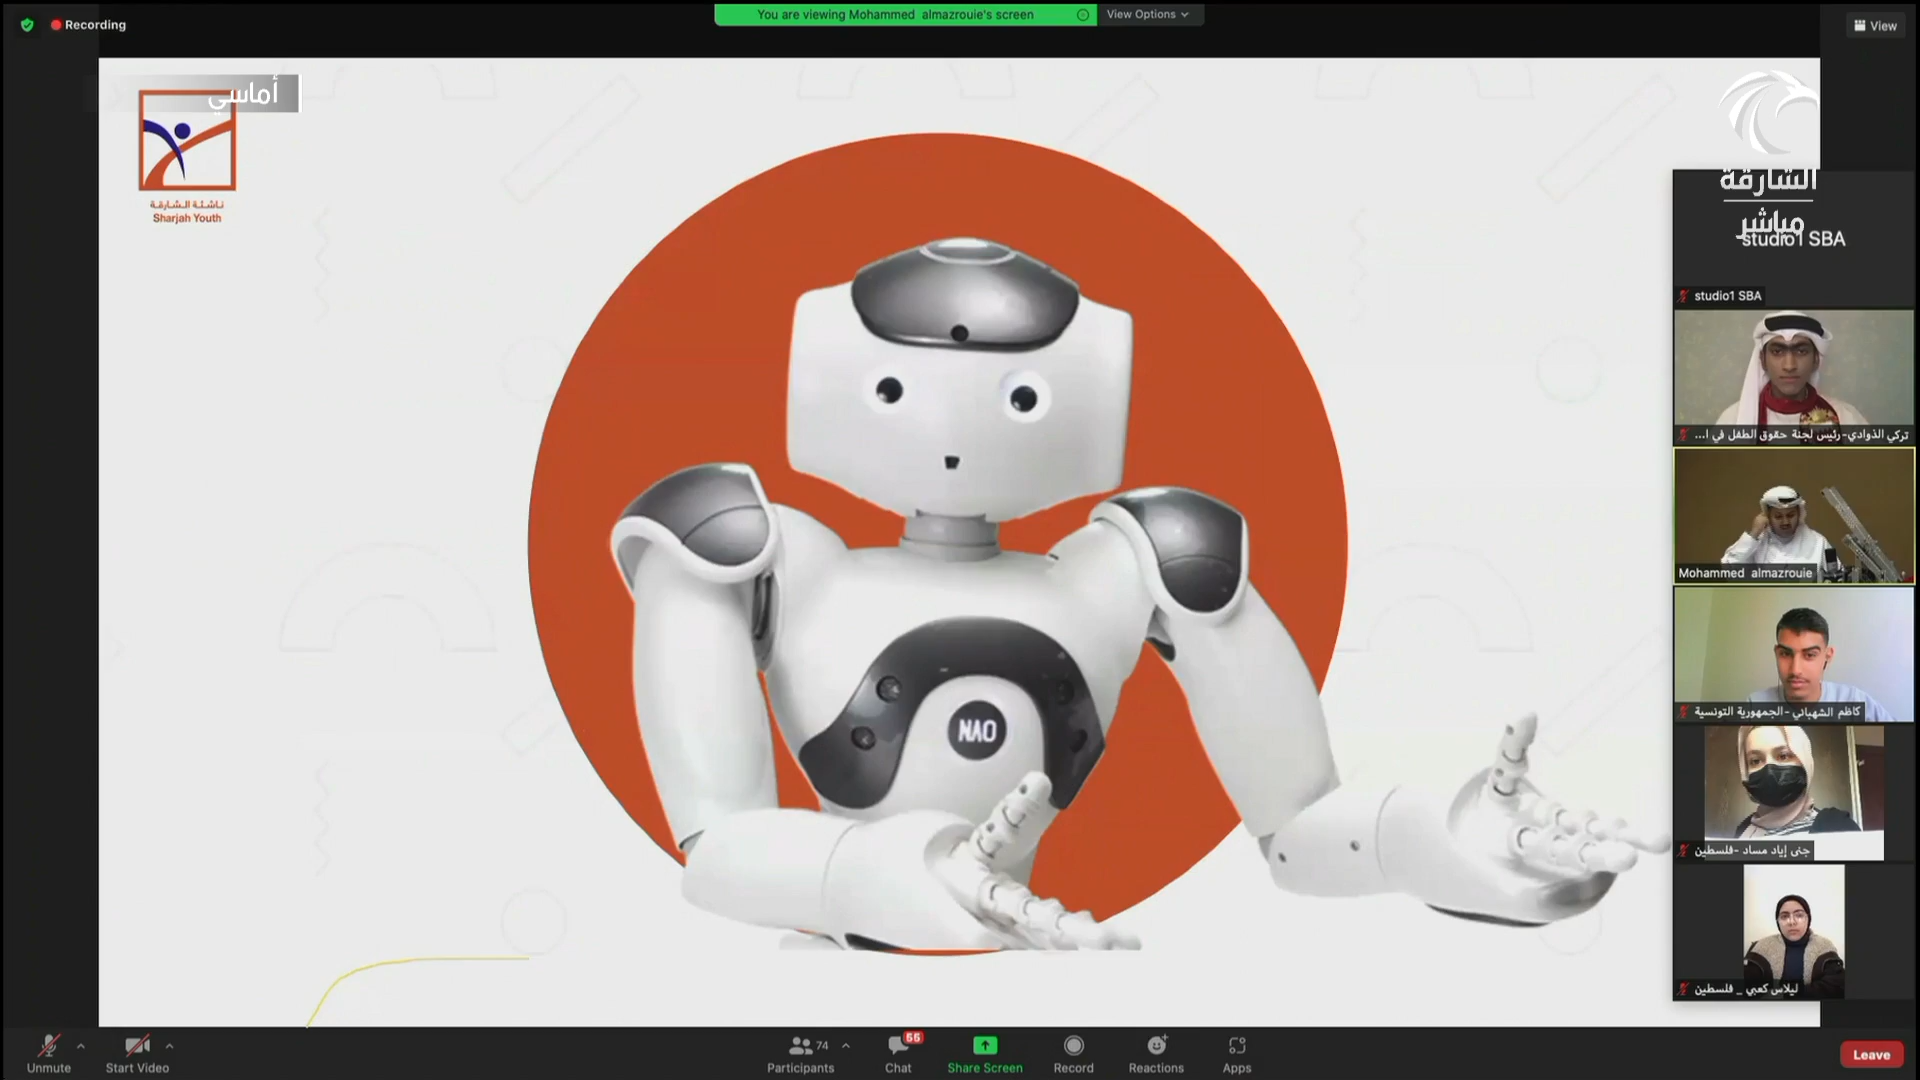 Recording
You are viewing Mohammed almazrouie's screen
View Options
View
أماسي
ناشئة الشارقة
Sharjah Youth
NAO
الشارقة
مباشر
studio1 SBA
studio1 SBA
تركي الذوادي-رئيس لجنة حقوق الطفل في ا...
Mohammed almazrouie
كاظم الشهباني -الجمهورية التونسية
جنى إياد مساد -فلسطين
ليلاس كعبي _ فلسطين
Unmute
Start Video
Participants
74
Chat
55
Share Screen
Record
Reactions
Apps
Leave